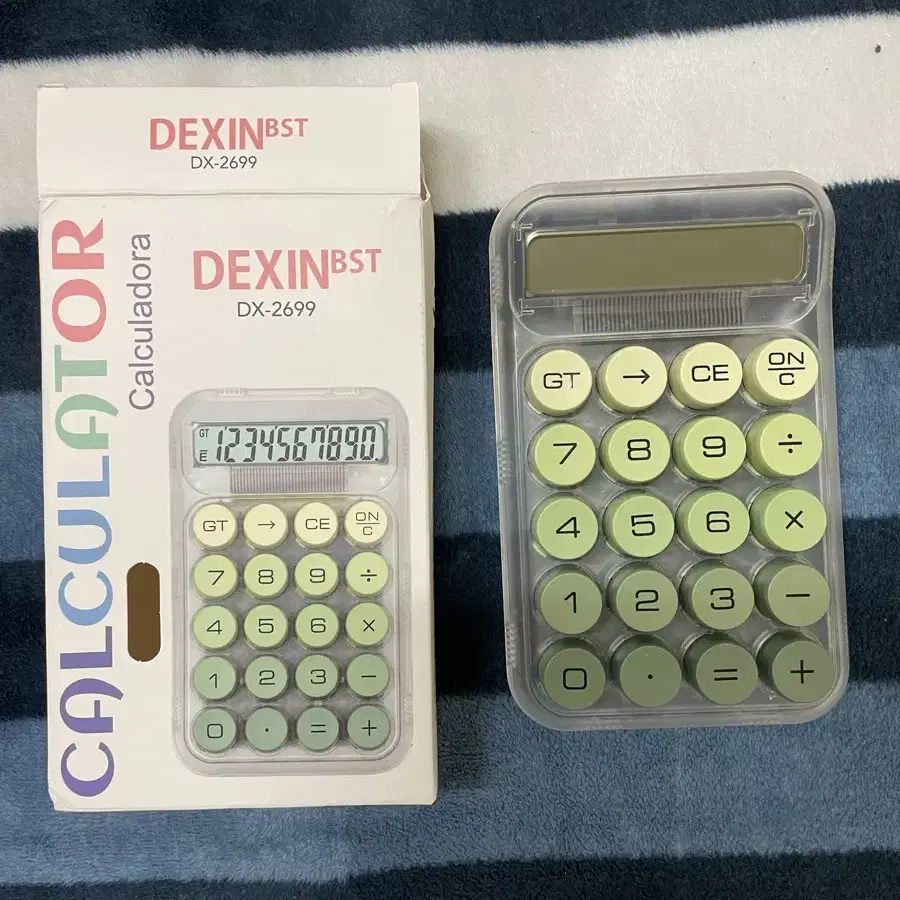 DEXINBST
DX-2699
CALCULATOR
Calculadora
DEXINBST
DX-2699
GT
E
1234567890.
GT → CE ON/C
7 8 9 ÷
4 5 6 ×
1 2 3 −
0 · = +
GT → CE ON/C
7 8 9 ÷
4 5 6 ×
1 2 3 −
0 · = +